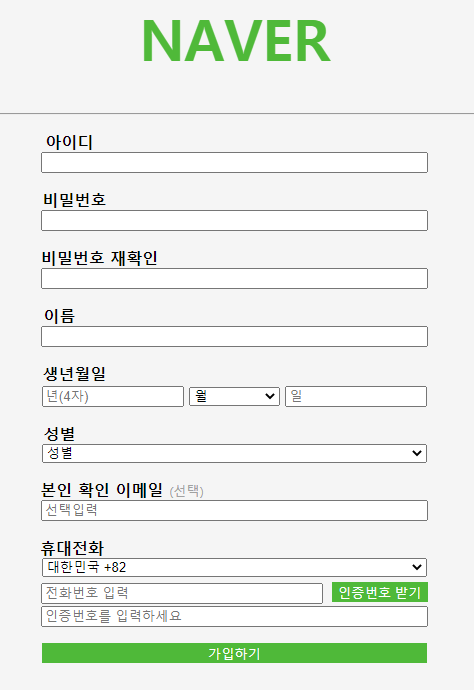 NAVER
아이디
비밀번호
비밀번호 재확인
이름
생년월일
년(4자) 월 일
성별
성별
본인 확인 이메일 (선택)
선택입력
휴대전화
대한민국 +82
전화번호 입력 인증번호 받기
인증번호를 입력하세요
가입하기